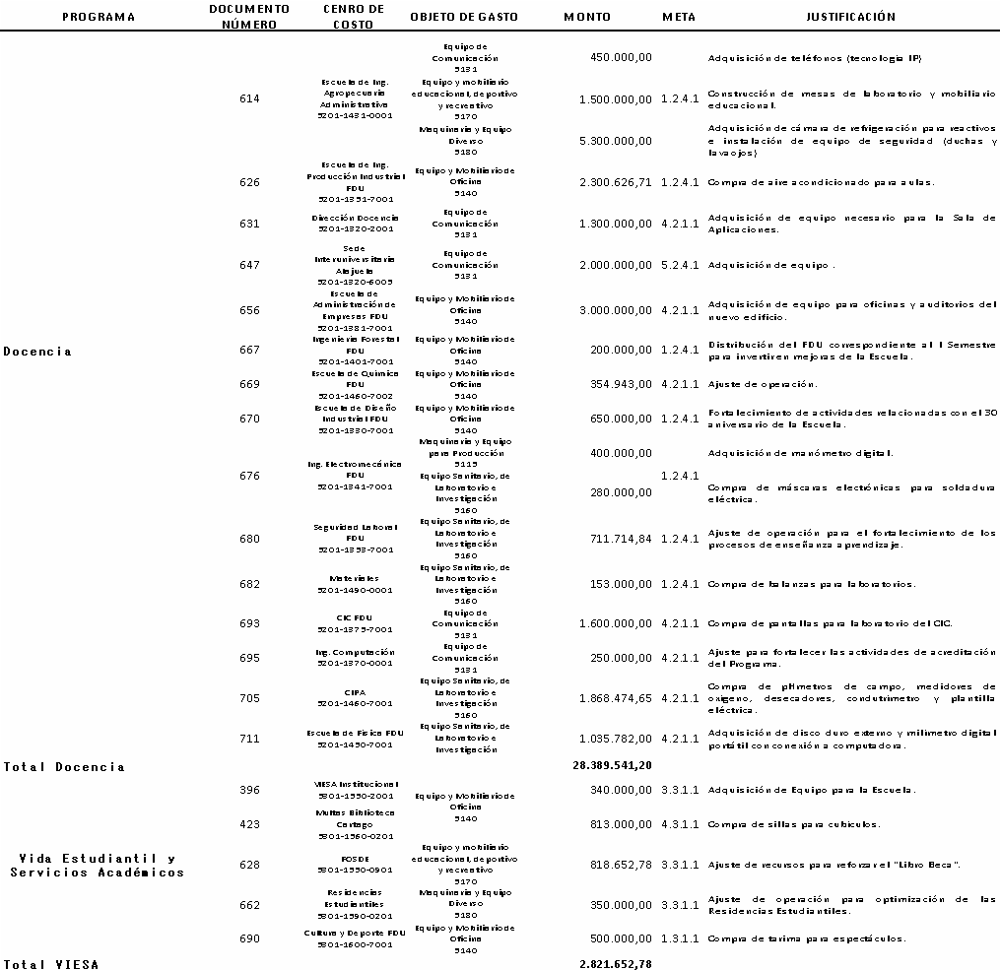 PROGRAMA DOCUMENTO NÚMERO CENRO DE COSTO OBJETO DE GASTO MONTO META JUSTIFICACIÓN
Docencia
614 Escuela de Ing. Agropecuaria Administrativa 5201-1431-0001
Equipo de Comunicación 5131 450.000,00 Adquisición de teléfonos (tecnología IP)
Equipo y mobiliario educacional, deportivo y recreativo 5170 1.500.000,00 1.2.4.1 Construcción de mesas de laboratorio y mobiliario educacional.
Maquinaria y Equipo Diverso 5180 5.300.000,00 Adquisición de cámara de refrigeración para reactivos e instalación de equipo de seguridad (duchas y lavaojos)
626 Escuela de Ing. Producción Industrial FDU 5201-1351-7001 Equipo y Mobiliario de Oficina 5140 2.300.626,71 1.2.4.1 Compra de aire acondicionado para aulas.
631 Dirección Docencia 5201-1320-2001 Equipo de Comunicación 5131 1.300.000,00 4.2.1.1 Adquisición de equipo necesario para la Sala de Aplicaciones.
647 Sede Interuniversitaria Alajuela 5201-1320-6005 Equipo de Comunicación 5131 2.000.000,00 5.2.4.1 Adquisición de equipo .
656 Escuela de Administración de Empresas FDU 5201-1381-7001 Equipo y Mobiliario de Oficina 5140 3.000.000,00 4.2.1.1 Adquisición de equipo para oficinas y auditorios del nuevo edificio.
667 Ingeniería Forestal FDU 5201-1401-7001 Equipo y Mobiliario de Oficina 5140 200.000,00 1.2.4.1 Distribución del FDU correspondiente al I Semestre para invertir en mejoras de la Escuela.
669 Escuela de Química FDU 5201-1460-7002 Equipo y Mobiliario de Oficina 5140 354.943,00 4.2.1.1 Ajuste de operación.
670 Escuela de Diseño Industrial FDU 5201-1330-7001 Equipo y Mobiliario de Oficina 5140 650.000,00 1.2.4.1 Fortalecimiento de actividades relacionadas con el 30 aniversario de la Escuela.
676 Ing. Electromecánica FDU 5201-1341-7001 1.2.4.1
Maquinaria y Equipo para Producción 5115 400.000,00 Adquisición de manómetro digital.
Equipo Sanitario, de Laboratorio e Investigación 5160 280.000,00 Compra de máscaras electrónicas para soldadura eléctrica.
680 Seguridad Laboral FDU 5201-1353-7001 Equipo Sanitario, de Laboratorio e Investigación 5160 711.714,84 1.2.4.1 Ajuste de operación para el fortalecimiento de los procesos de enseñanza aprendizaje.
682 Materiales 5201-1490-0001 Equipo Sanitario, de Laboratorio e Investigación 5160 153.000,00 1.2.4.1 Compra de balanzas para laboratorios.
693 CIC FDU 5201-1375-7001 Equipo de Comunicación 5131 1.600.000,00 4.2.1.1 Compra de pantallas para laboratorio del CIC.
695 Ing. Computación 5201-1370-0001 Equipo de Comunicación 5131 250.000,00 4.2.1.1 Ajuste para fortalecer las actividades de acreditación del Programa.
705 CIPA 5201-1460-7001 Equipo Sanitario, de Laboratorio e Investigación 5160 1.868.474,65 4.2.1.1 Compra de pHmetros de campo, medidores de oxígeno, desecadores, condutrímetro y plantilla eléctrica.
711 Escuela de Física FDU 5201-1450-7001 Equipo Sanitario, de Laboratorio e Investigación 1.035.782,00 4.2.1.1 Adquisición de disco duro externo y milímetro digital portátil con conexión a computadora.
Total Docencia 28.389.541,20
Vida Estudiantil y Servicios Académicos
396 VIESA Institucional 5301-1550-2001 Equipo y Mobiliario de Oficina 5140 340.000,00 3.3.1.1 Adquisición de Equipo para la Escuela.
423 Multas Biblioteca Cartago 5301-1560-0201 813.000,00 4.3.1.1 Compra de sillas para cubículos.
628 FOSDE 5301-1550-0901 Equipo y mobiliario educacional, deportivo y recreativo 5170 818.652,78 3.3.1.1 Ajuste de recursos para reforzar el "Libro Beca".
662 Residencias Estudiantiles 5301-1590-0201 Maquinaria y Equipo Diverso 5180 350.000,00 3.3.1.1 Ajuste de operación para optimización de las Residencias Estudiantiles.
690 Cultura y Deporte FDU 5301-1600-7001 Equipo y Mobiliario de Oficina 5140 500.000,00 1.3.1.1 Compra de tarima para espectáculos.
Total VIESA 2.821.652,78